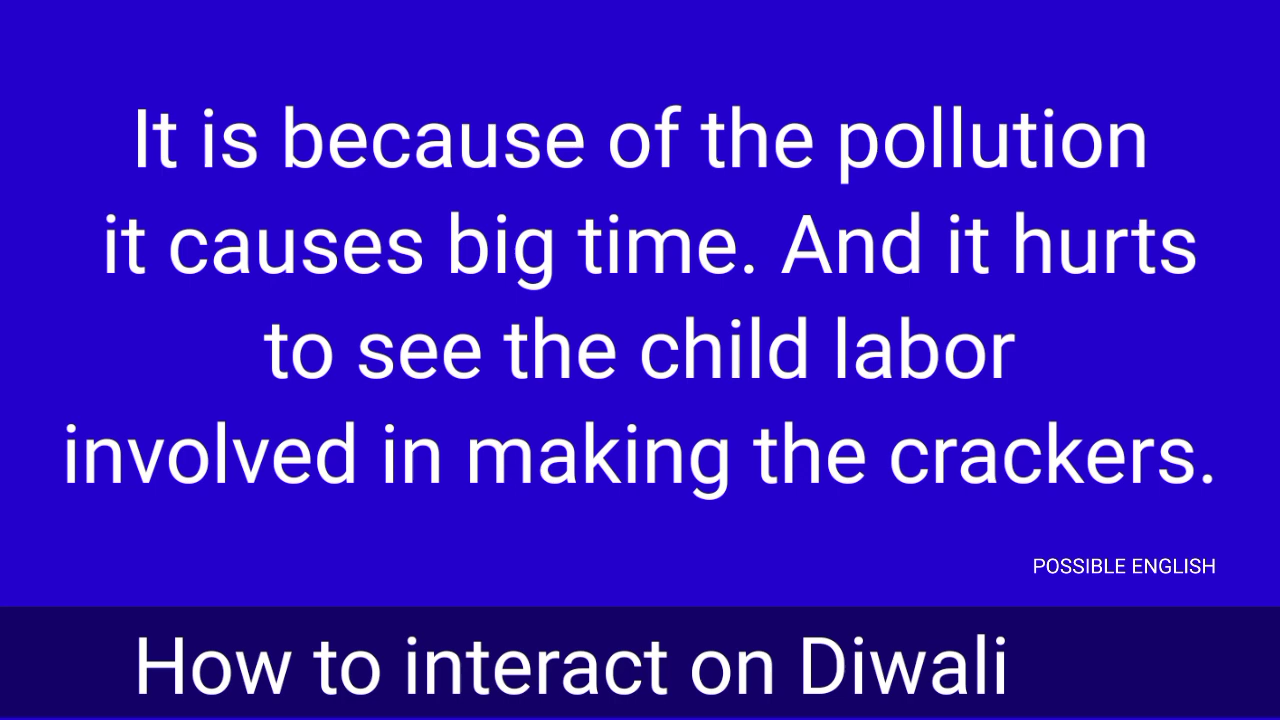 It is because of the pollution
it causes big time. And it hurts
to see the child labor
involved in making the crackers.
POSSIBLE ENGLISH
How to interact on Diwali